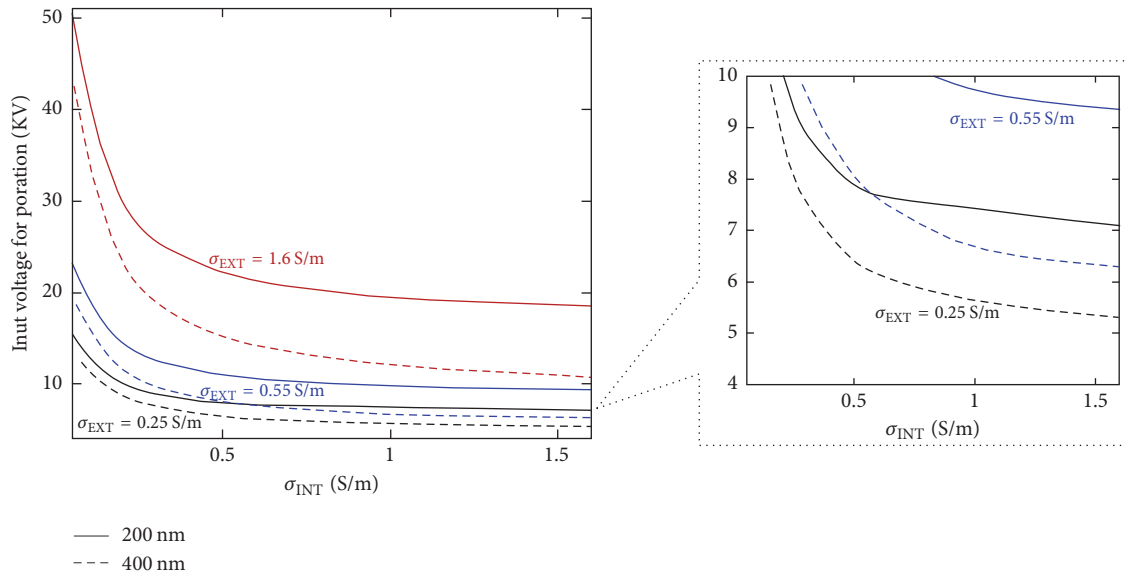 50
40
30
20
10
Inut voltage for poration (KV)
σEXT = 1.6 S/m
σEXT = 0.55 S/m
σEXT = 0.25 S/m
0.5
1
1.5
σINT (S/m)
200 nm
400 nm
10
9
8
7
6
5
4
σEXT = 0.55 S/m
σEXT = 0.25 S/m
0.5
1
1.5
σINT (S/m)